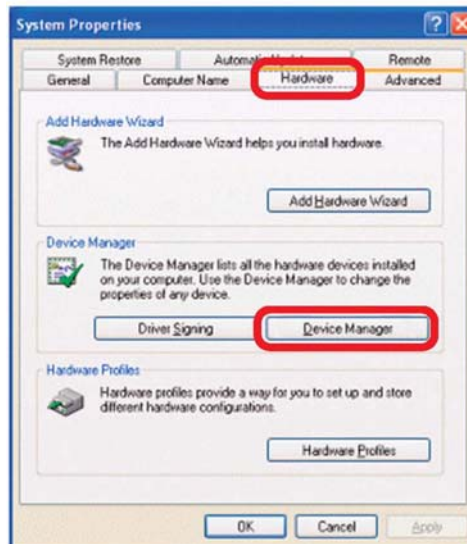 System Properties
System Restore
Automatic Updates
Remote
General
Computer Name
Hardware
Advanced
Add Hardware Wizard
The Add Hardware Wizard helps you install hardware.
Add Hardware Wizard
Device Manager
The Device Manager lists all the hardware devices installed
on your computer. Use the Device Manager to change the
properties of any device.
Driver Signing
Device Manager
Hardware Profiles
Hardware profiles provide a way for you to set up and store
different hardware configurations.
Hardware Profiles
OK
Cancel
Apply